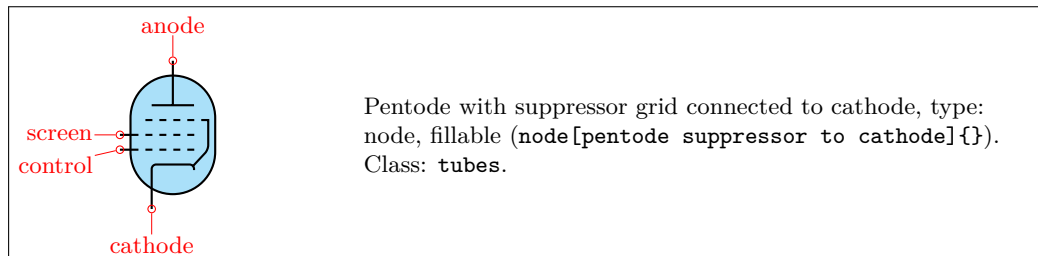 anode
screen
control
cathode
Pentode with suppressor grid connected to cathode, type:
node, fillable (node[pentode suppressor to cathode]{}).
Class: tubes.